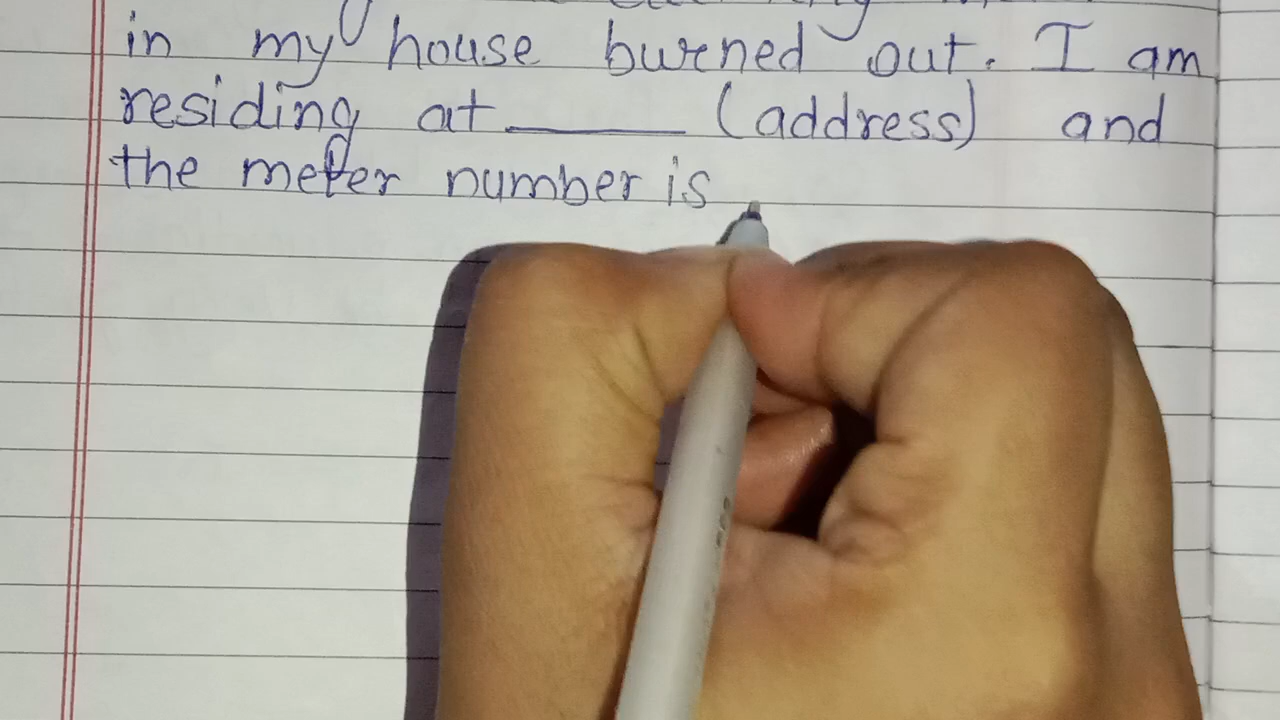 in my house burned out. I am
residing at ______ (address) and
the meter number is